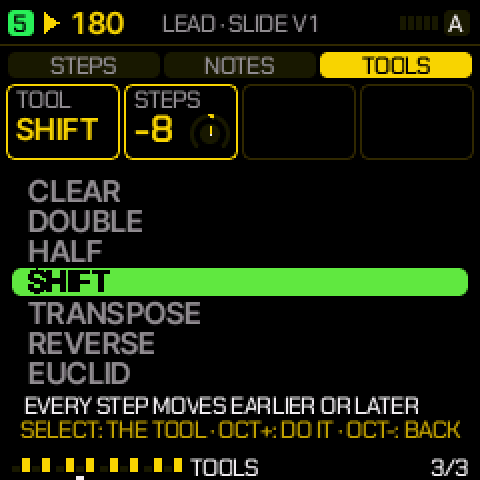 5 180 LEAD · SLIDE V1 A
STEPS NOTES TOOLS
TOOL STEPS
SHIFT -8
CLEAR
DOUBLE
HALF
SHIFT
TRANSPOSE
REVERSE
EUCLID
EVERY STEP MOVES EARLIER OR LATER
SELECT: THE TOOL · OCT+: DO IT · OCT-: BACK
TOOLS 3/3